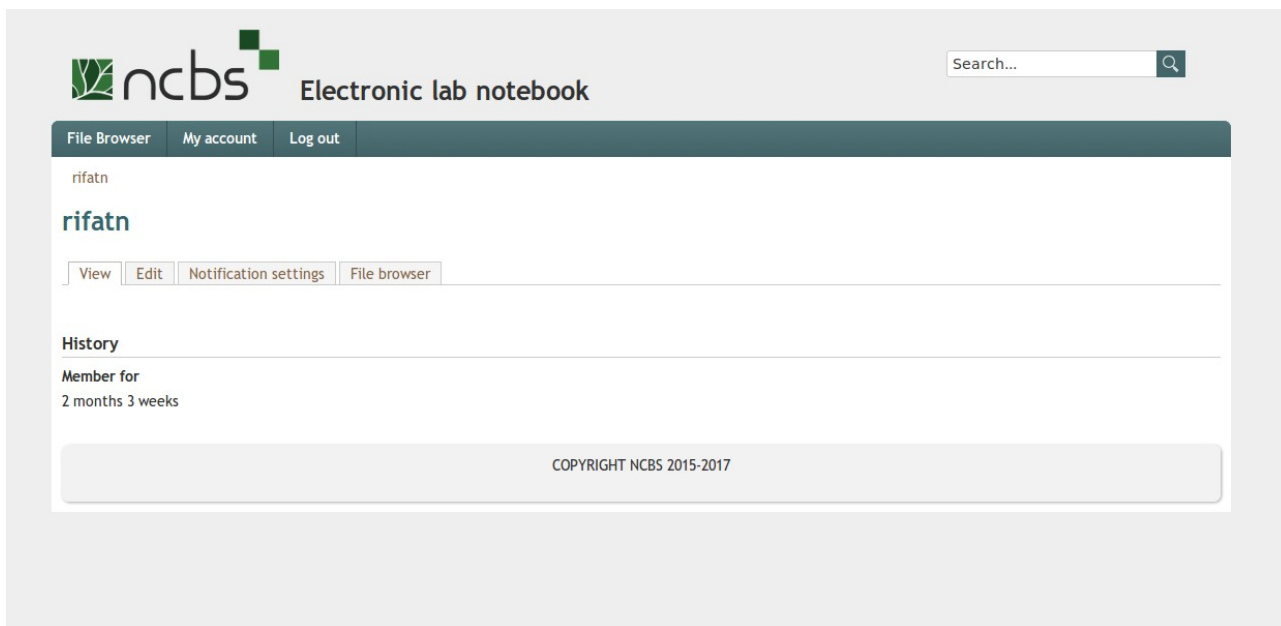 ncbs
Electronic lab notebook
Search...
File Browser My account Log out
rifatn
rifatn
View Edit Notification settings File browser
History
Member for
2 months 3 weeks
COPYRIGHT NCBS 2015-2017